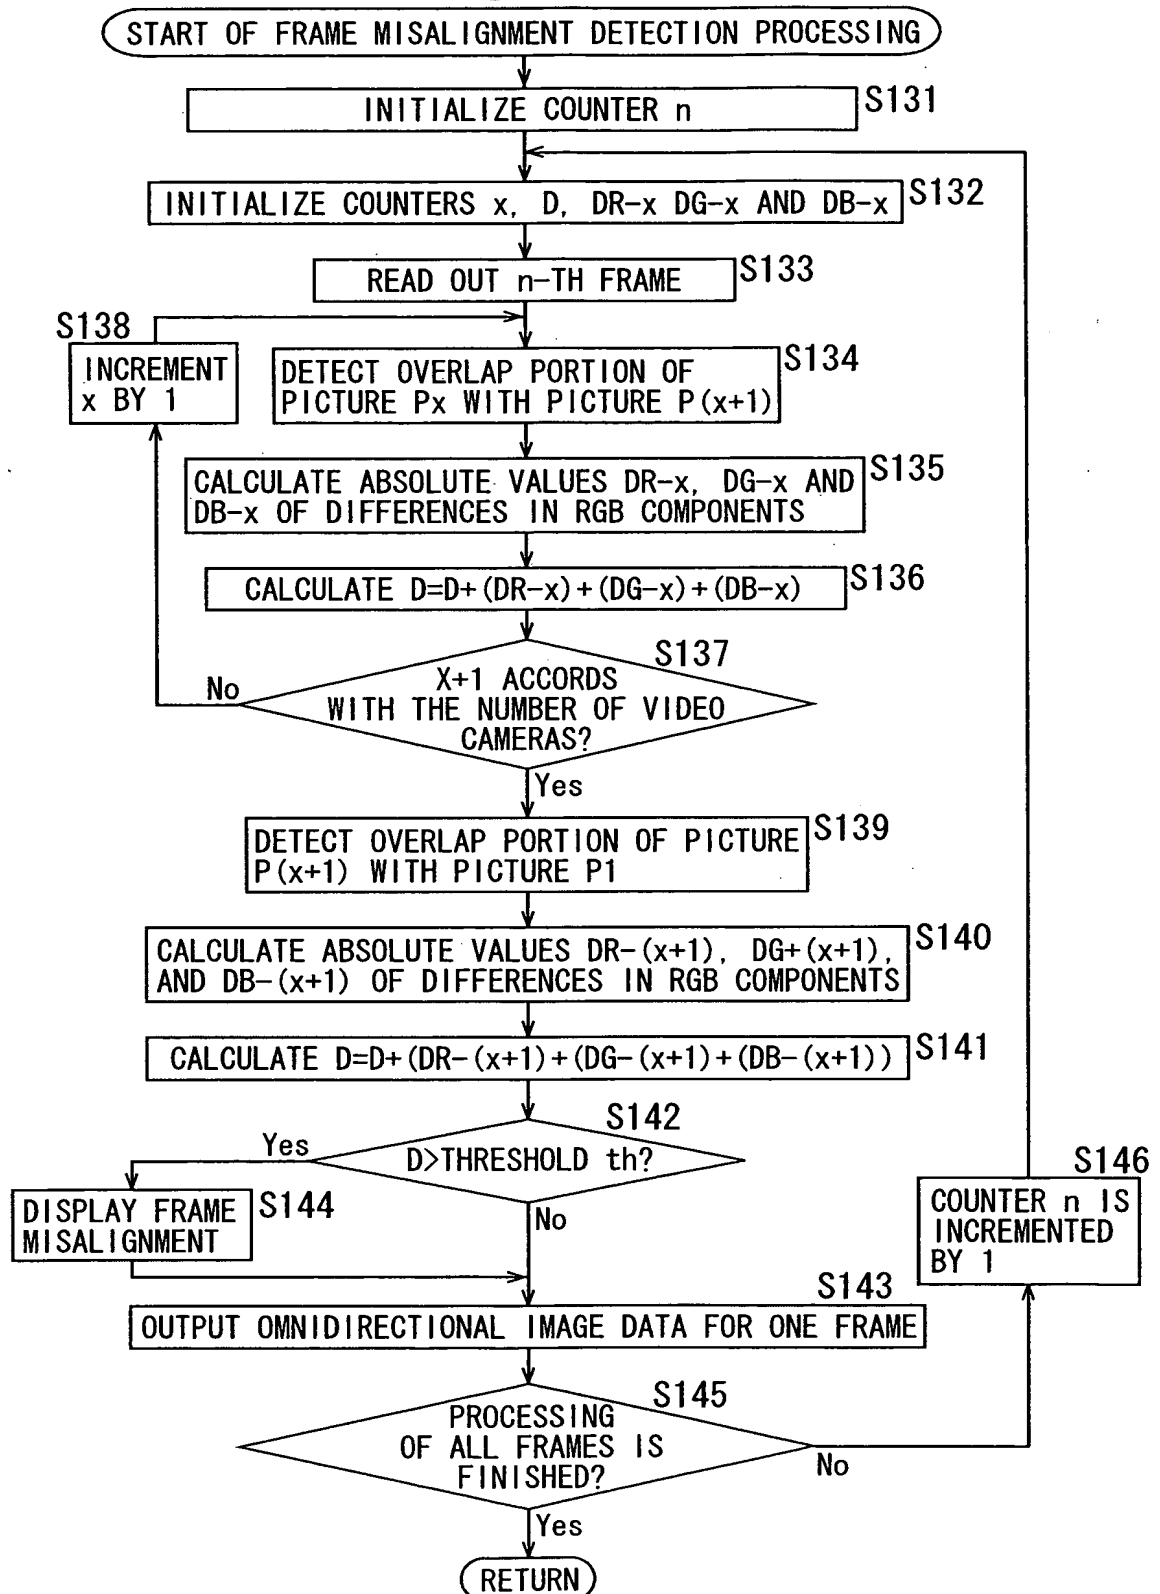 START OF FRAME MISALIGNMENT DETECTION PROCESSING
INITIALIZE COUNTER n
S131
INITIALIZE COUNTERS x, D, DR-x DG-x AND DB-x
S132
READ OUT n-TH FRAME
S133
S138
INCREMENT
x BY 1
DETECT OVERLAP PORTION OF
PICTURE Px WITH PICTURE P(x+1)
S134
CALCULATE ABSOLUTE VALUES DR-x, DG-x AND
DB-x OF DIFFERENCES IN RGB COMPONENTS
S135
CALCULATE D=D+(DR-x)+(DG-x)+(DB-x)
S136
S137
X+1 ACCORDS
WITH THE NUMBER OF VIDEO
CAMERAS?
No
Yes
DETECT OVERLAP PORTION OF PICTURE
P(x+1) WITH PICTURE P1
S139
CALCULATE ABSOLUTE VALUES DR-(x+1), DG+(x+1),
AND DB-(x+1) OF DIFFERENCES IN RGB COMPONENTS
S140
CALCULATE D=D+(DR-(x+1)+(DG-(x+1)+(DB-(x+1))
S141
S142
D>THRESHOLD th?
Yes
No
DISPLAY FRAME
MISALIGNMENT
S144
S143
OUTPUT OMNIDIRECTIONAL IMAGE DATA FOR ONE FRAME
S145
PROCESSING
OF ALL FRAMES IS
FINISHED?
No
S146
COUNTER n IS
INCREMENTED
BY 1
Yes
RETURN